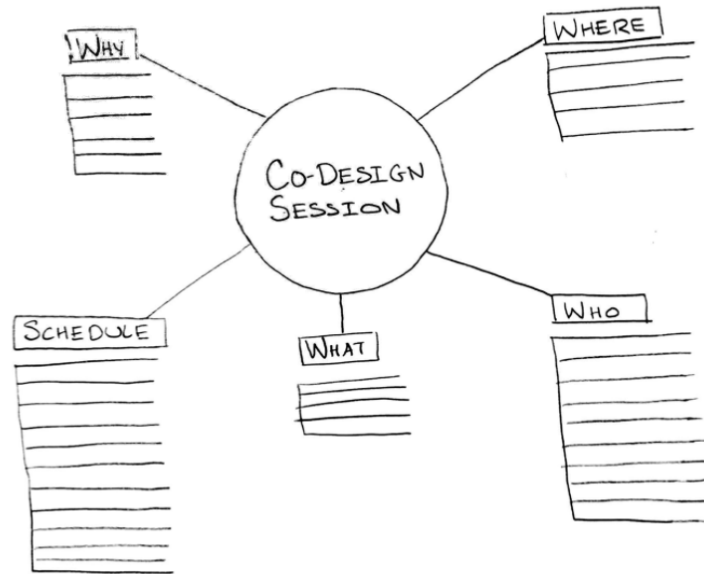 WHY
WHERE
CO-DESIGN
SESSION
SCHEDULE
WHAT
WHO